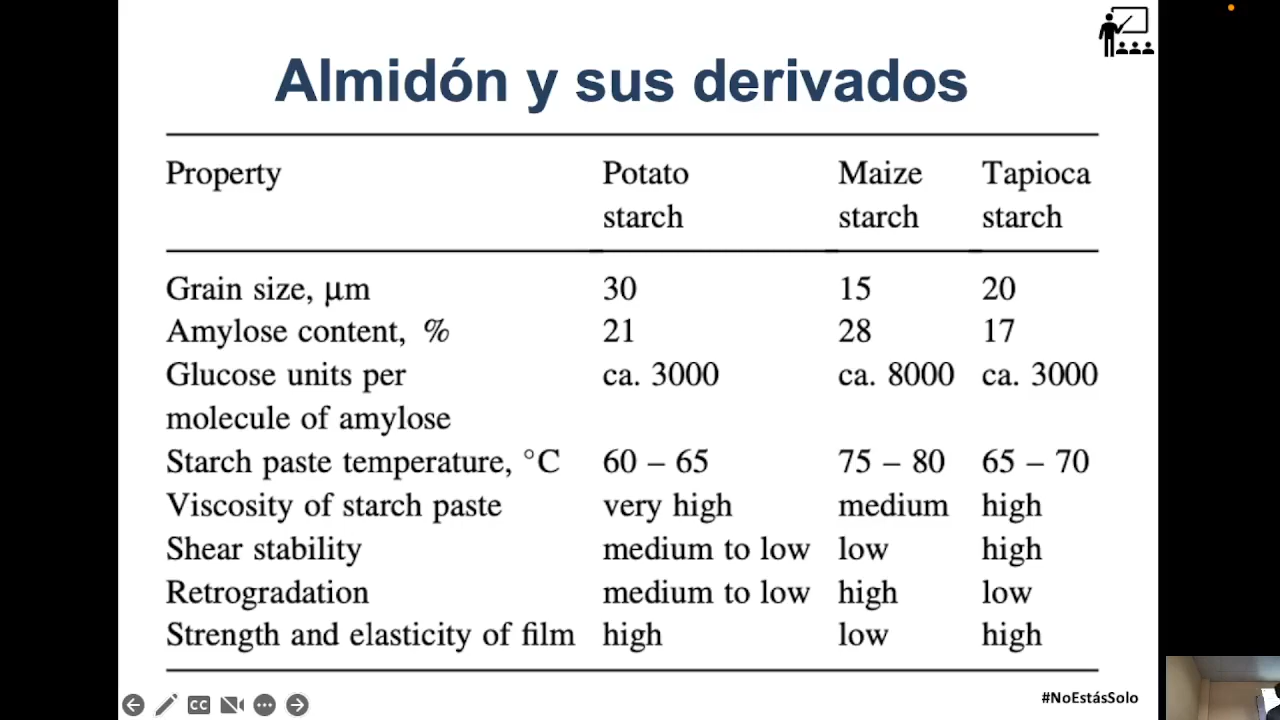 Almidón y sus derivados
Property Potato starch Maize starch Tapioca starch
Grain size, μm 30 15 20
Amylose content, % 21 28 17
Glucose units per molecule of amylose ca. 3000 ca. 8000 ca. 3000
Starch paste temperature, °C 60 – 65 75 – 80 65 – 70
Viscosity of starch paste very high medium high
Shear stability medium to low low high
Retrogradation medium to low high low
Strength and elasticity of film high low high
CC
#NoEstásSolo